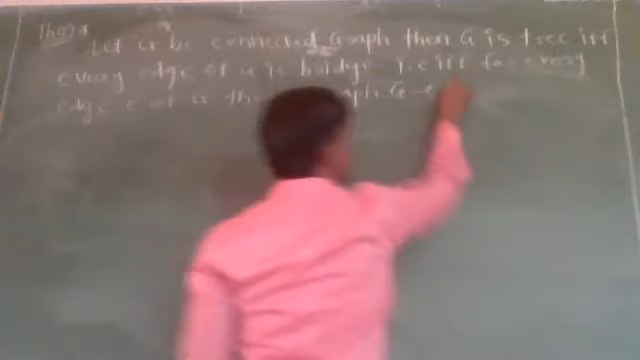 Let G be connected Graph then G is tree iff
every edge of G is bridge i.e iff for every
edge e of G the graph G-e